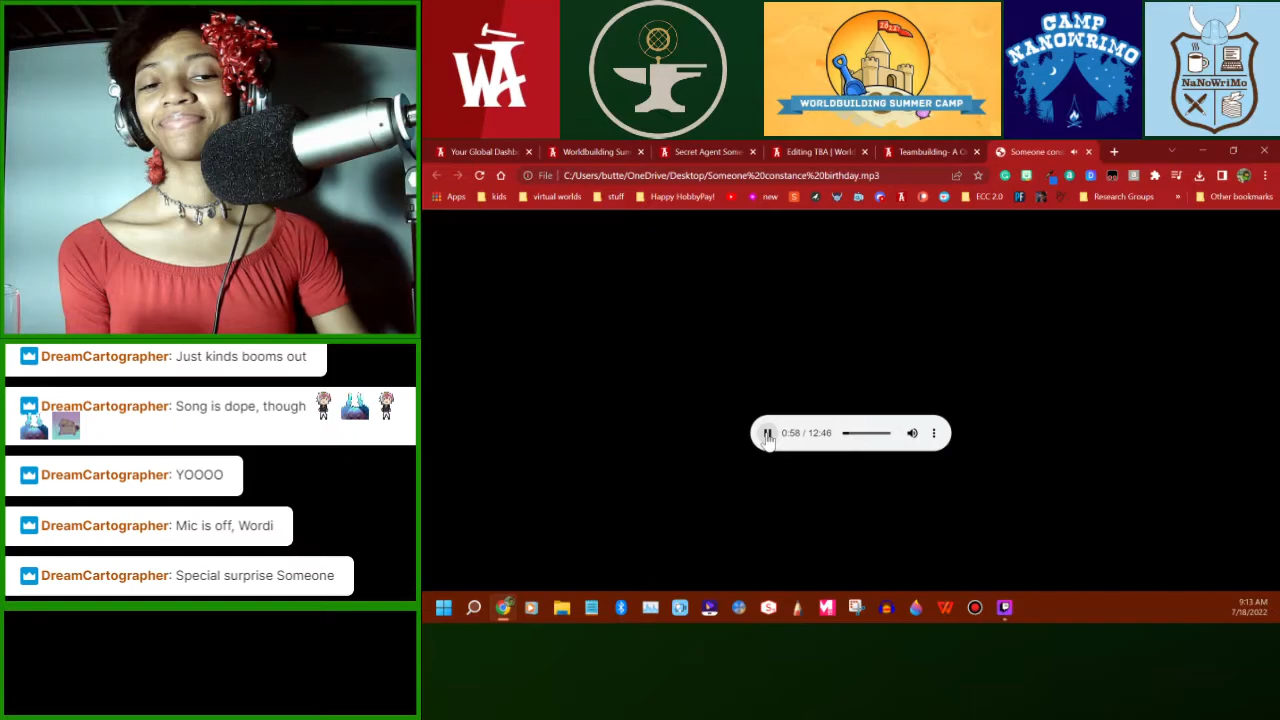 WA
2022
WORLDBUILDING SUMMER CAMP
CAMP
NANOWRIMO
NaNoWriMo
Your Global Dashb
Worldbuilding Sum
Secret Agent Some
Editing TBA | World
Teambuilding- A C
Someone con
File
C:/Users/butte/OneDrive/Desktop/Someone%20constance%20birthday.mp3
Apps
kids
virtual worlds
stuff
Happy HobbyPay!
new
ECC 2.0
Research Groups
»
Other bookmarks
DreamCartographer: Just kinds booms out
DreamCartographer: Song is dope, though
DreamCartographer: YOOOO
DreamCartographer: Mic is off, Wordi
DreamCartographer: Special surprise Someone
0:58 / 12:46
9:13 AM
7/18/2022